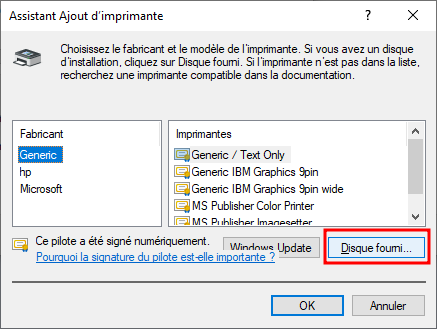 Assistant Ajout d'imprimante
Choisissez le fabricant et le modèle de l'imprimante. Si vous avez un disque
d'installation, cliquez sur Disque fourni. Si l'imprimante n'est pas dans la liste,
recherchez une imprimante compatible dans la documentation.
Fabricant
Generic
hp
Microsoft
Imprimantes
Generic / Text Only
Generic IBM Graphics 9pin
Generic IBM Graphics 9pin wide
MS Publisher Color Printer
MS Publisher Imagesetter
Ce pilote a été signé numériquement.
Pourquoi la signature du pilote est-elle importante ?
Windows Update
Disque fourni...
OK
Annuler